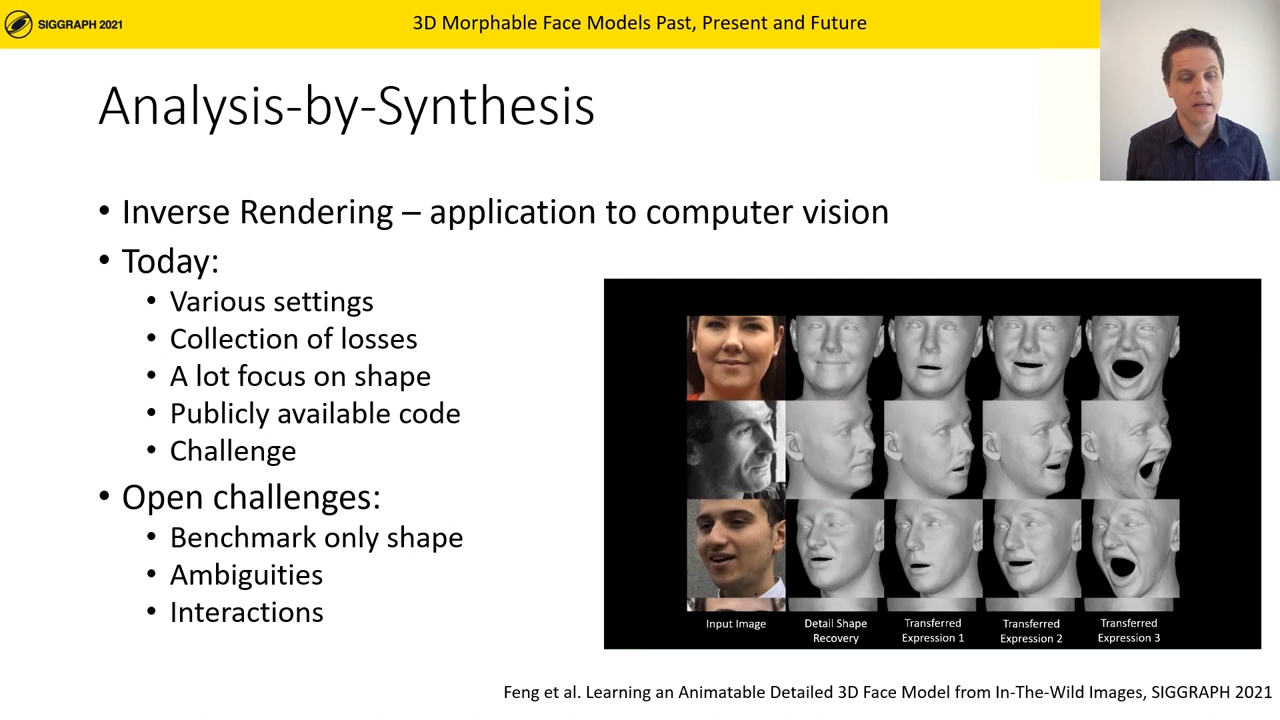 SIGGRAPH 2021
3D Morphable Face Models Past, Present and Future
Analysis-by-Synthesis
• Inverse Rendering – application to computer vision
• Today:
• Various settings
• Collection of losses
• A lot focus on shape
• Publicly available code
• Challenge
• Open challenges:
• Benchmark only shape
• Ambiguities
• Interactions
Input Image
Detail Shape
Recovery
Transferred
Expression 1
Transferred
Expression 2
Transferred
Expression 3
Feng et al. Learning an Animatable Detailed 3D Face Model from In-The-Wild Images, SIGGRAPH 2021